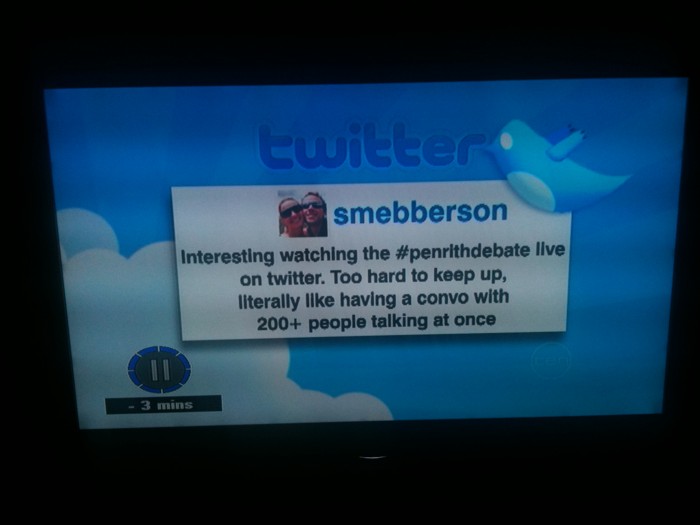 twitter
smebberson
Interesting watching the #penrithdebate live
on twitter. Too hard to keep up,
literally like having a convo with
200+ people talking at once
- 3 mins